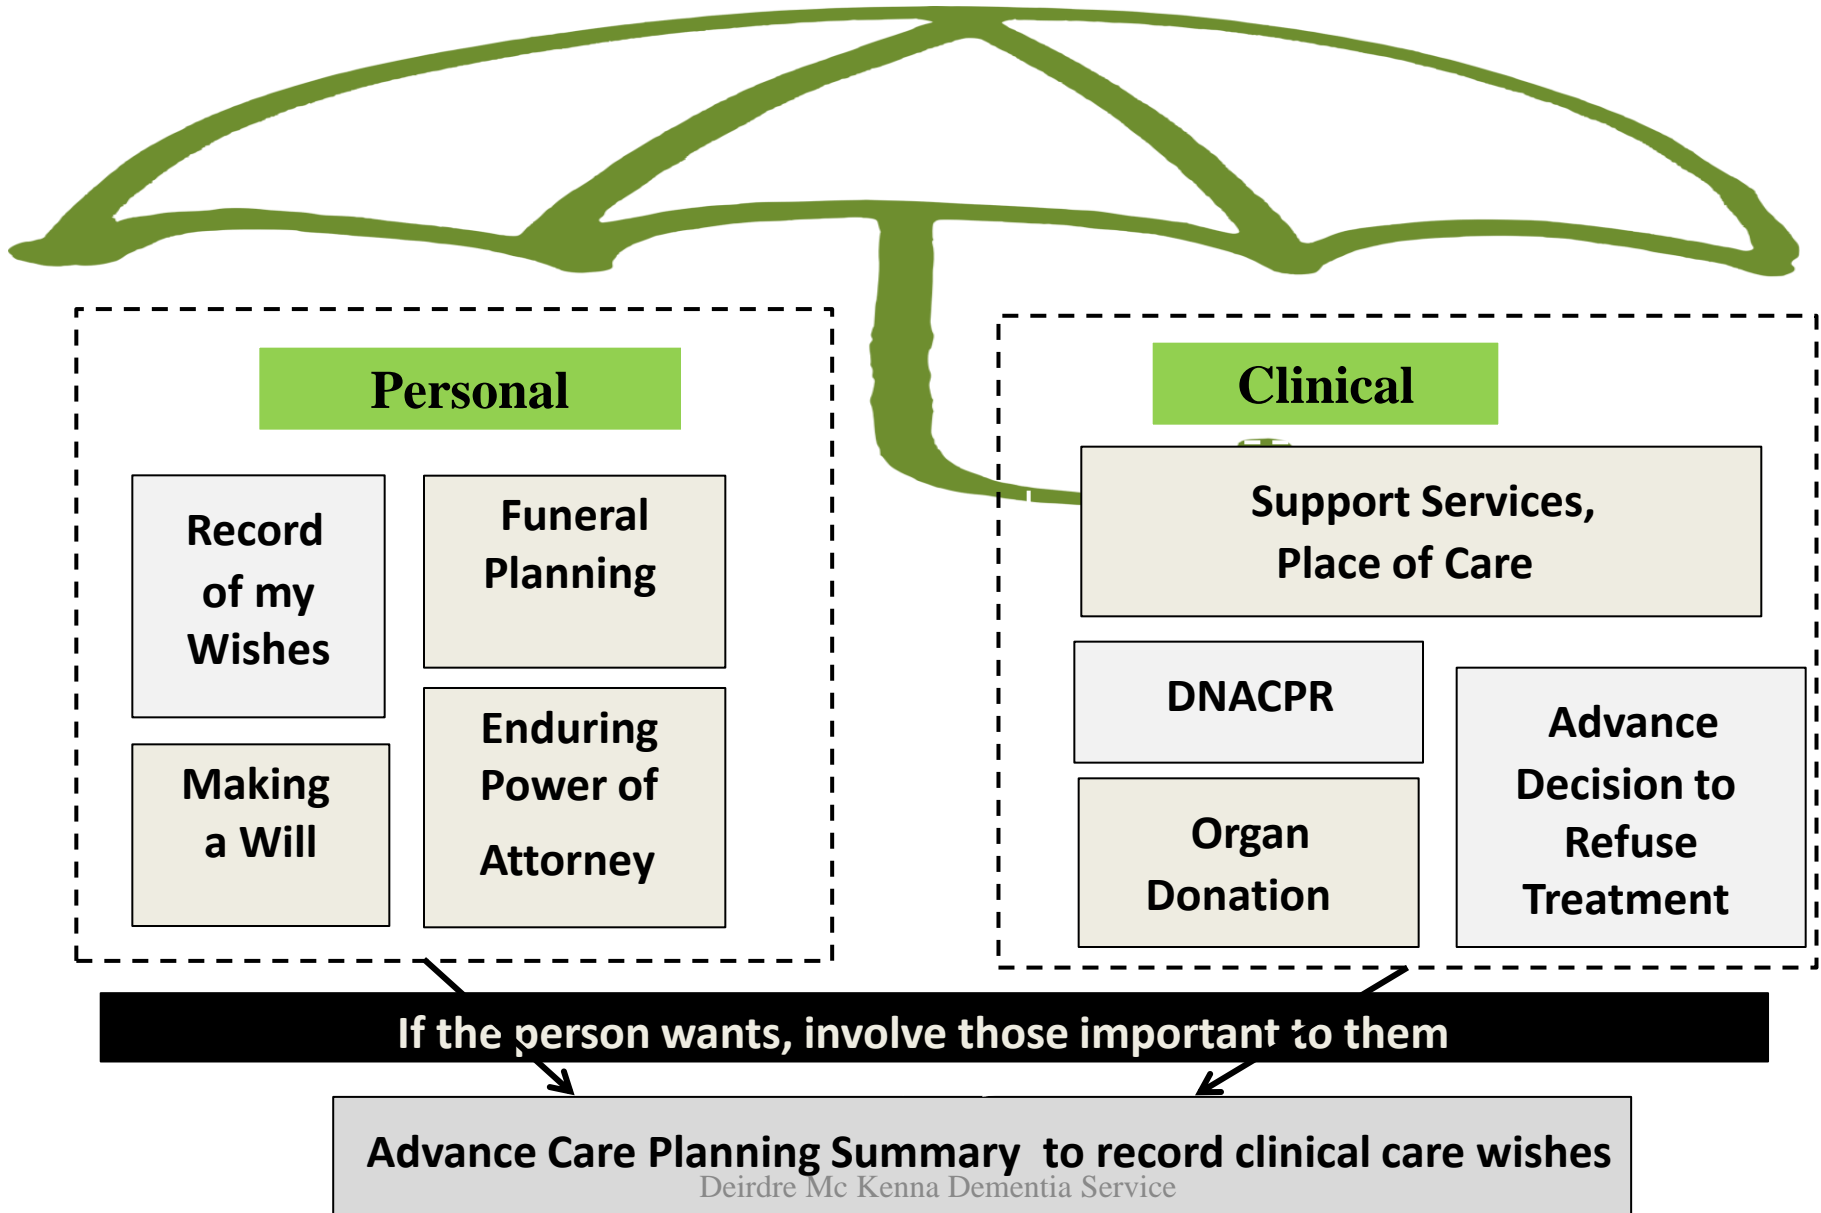 Personal
Record
of my
Wishes
Funeral
Planning
Making
a Will
Enduring
Power of
Attorney
Clinical
Support Services,
Place of Care
DNACPR
Organ
Donation
Advance
Decision to
Refuse
Treatment
If the person wants, involve those important to them
Advance Care Planning Summary to record clinical care wishes
Deirdre Mc Kenna Dementia Service